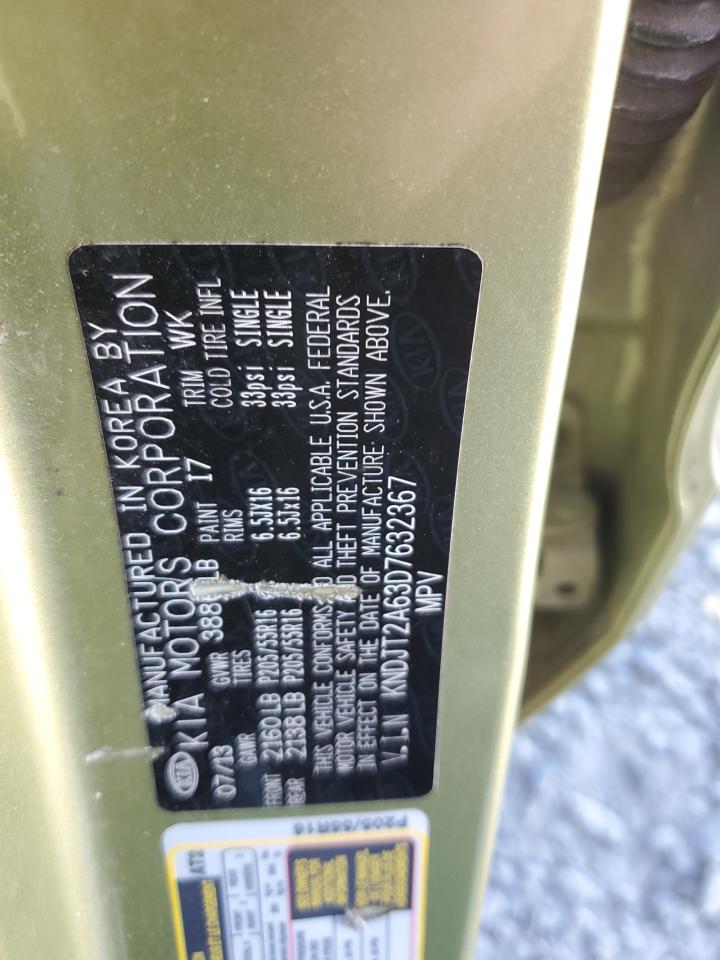 KIA
MANUFACTURED IN KOREA BY
KIA MOTORS CORPORATION
07/13 GVWR LB PAINT I7 TRIM WK
GAWR TIRES RIMS COLD TIRE INFL
FRONT 2160 LB P205/55R16 6.5JX16 33psi SINGLE
REAR 2138 LB P205/55R16 6.5Jx16 33psi SINGLE
THIS VEHICLE CONFORMS TO ALL APPLICABLE U.S.A. FEDERAL
MOTOR VEHICLE SAFETY AND THEFT PREVENTION STANDARDS
IN EFFECT ON THE DATE OF MANUFACTURE SHOWN ABOVE.
V.I.N KNDJT2A63D7632367
MPV
P205/55R16
AT2